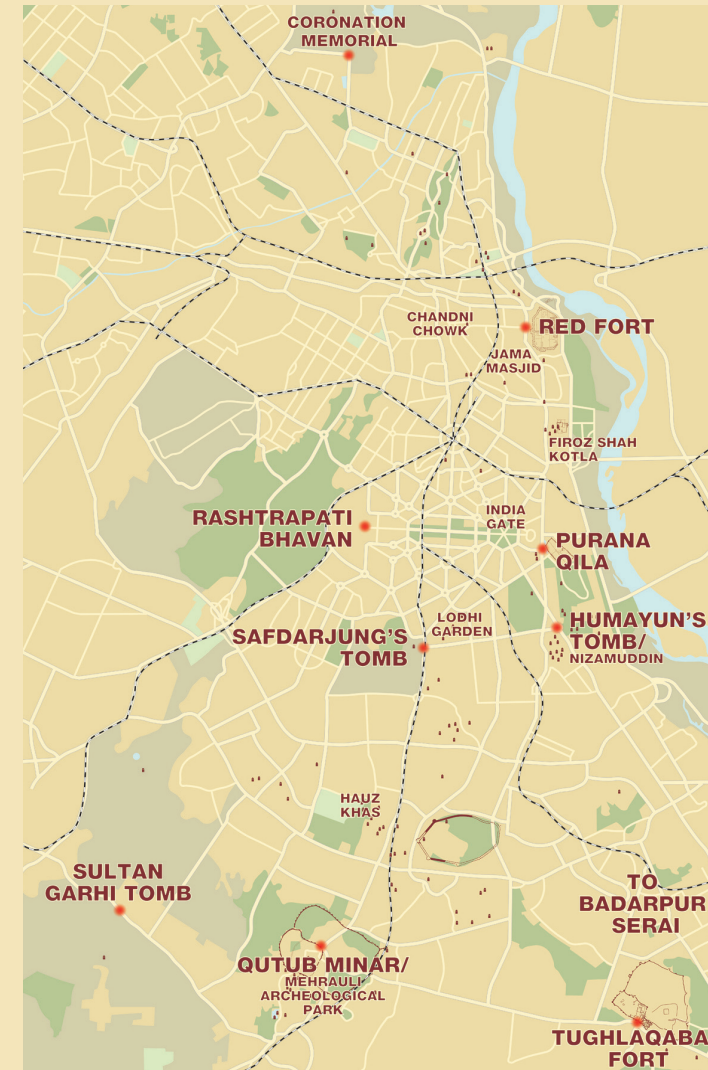 CORONATION
MEMORIAL
CHANDNI
CHOWK
RED FORT
JAMA
MASJID
FIROZ SHAH
KOTLA
RASHTRAPATI
BHAVAN
INDIA
GATE
PURANA
QILA
SAFDARJUNG'S
TOMB
LODHI
GARDEN
HUMAYUN'S
TOMB/
NIZAMUDDIN
HAUZ
KHAS
SULTAN
GARHI TOMB
TO
BADARPUR
SERAI
QUTUB MINAR/
MEHRAULI
ARCHEOLOGICAL
PARK
TUGHLAQABA
FORT